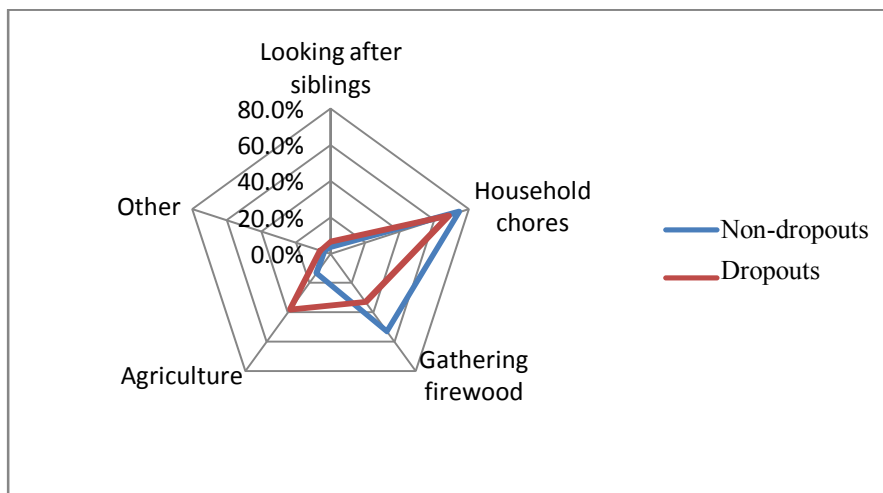 Looking after
siblings
80.0%
60.0%
40.0%
20.0%
0.0%
Household
chores
Gathering
firewood
Agriculture
Other
Non-dropouts
Dropouts